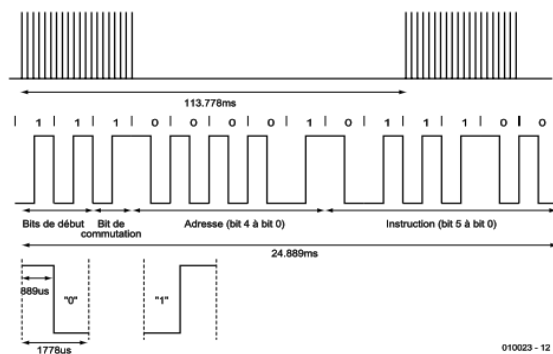 113.778ms
| 1 | 1 | 1 | 0 | 0 | 0 | 0 | 1 | 0 | 1 | 1 | 1 | 0 | 0
Bits de début
Bit de
commutation
Adresse (bit 4 à bit 0)
Instruction (bit 5 à bit 0)
24.889ms
889us
"0"
"1"
1778us
010023 - 12